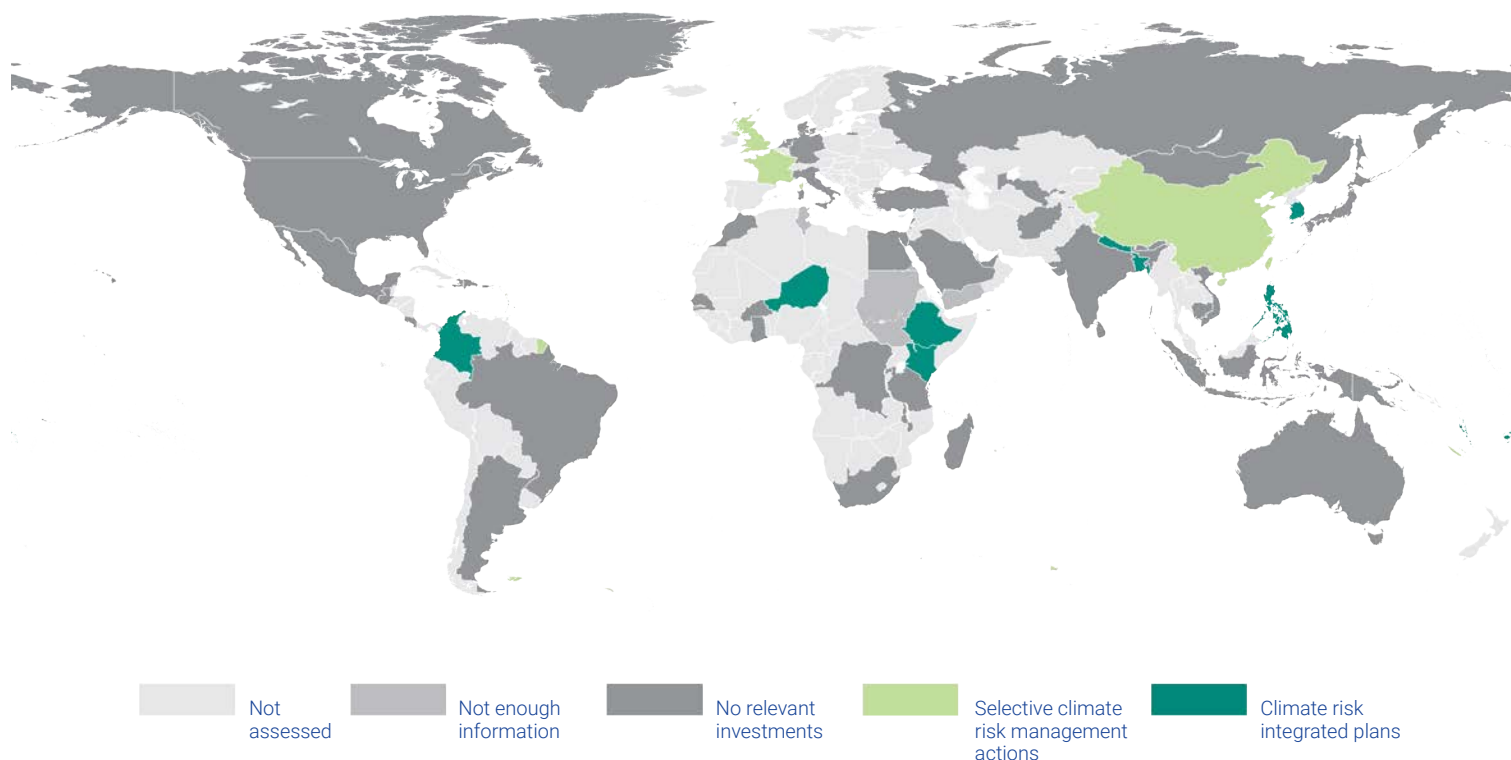 Not
assessed
Not enough
information
No relevant
investments
Selective climate
risk management
actions
Climate risk
integrated plans